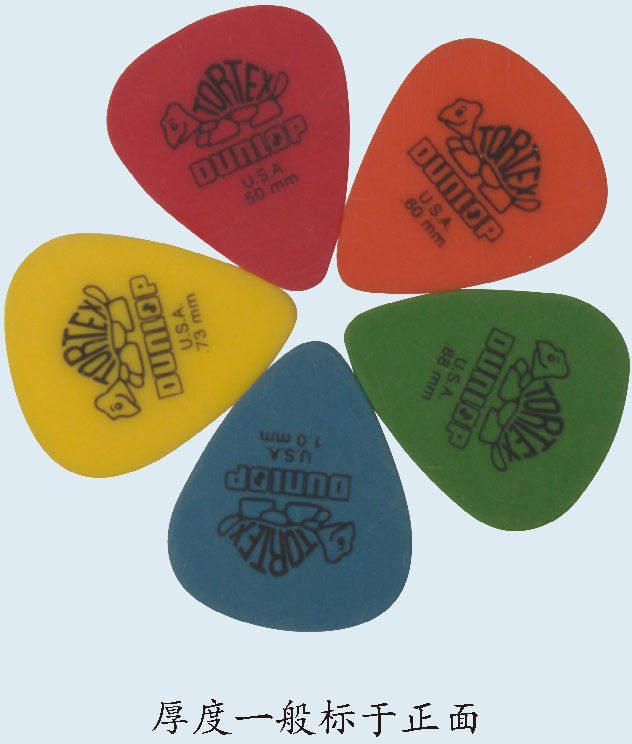 TORTEX
DUNLOP
U.S.A
50 mm
TORTEX
DUNLOP
U.S.A.
.60 mm
TORTEX
DUNLOP
U.S.A.
.73 mm
TORTEX
DUNLOP
U.S.A.
.88 mm
TORTEX
DUNLOP
U.S.A.
1.0 mm
厚度一般标于正面